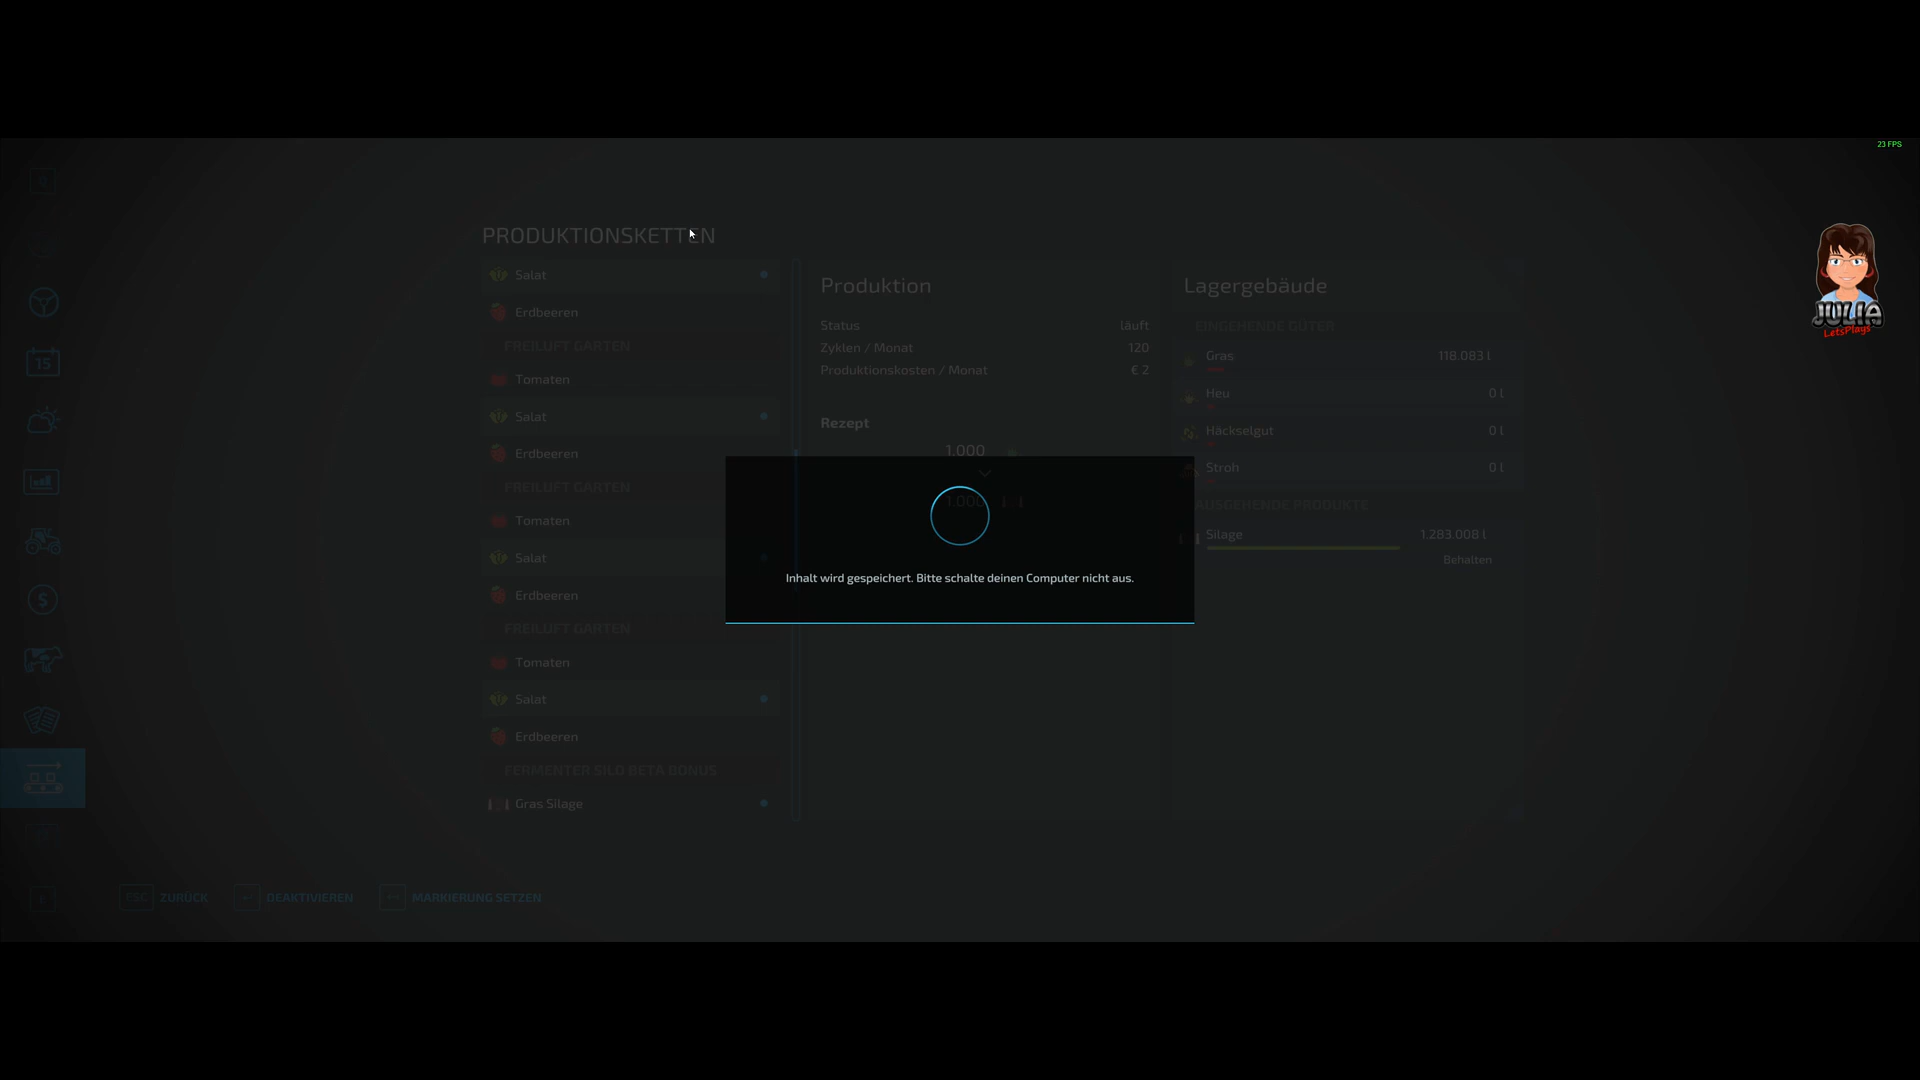 23 FPS
JULIA
LetsPlays
PRODUKTIONSKETTEN
Salat
Erdbeeren
FREILUFT GARTEN
Tomaten
Salat
Erdbeeren
FREILUFT GARTEN
Tomaten
Salat
Erdbeeren
FREILUFT GARTEN
Tomaten
Salat
Erdbeeren
FERMENTER SILO BETA BONUS
Gras Silage
Produktion
Status läuft
Zyklen / Monat 120
Produktionskosten / Monat € 2
Rezept
1.000
1.000
Inhalt wird gespeichert. Bitte schalte deinen Computer nicht aus.
Lagergebäude
EINGEHENDE GÜTER
Gras 118.083 l
Heu 0 l
Häckselgut 0 l
Stroh 0 l
AUSGEHENDE PRODUKTE
Silage 1.283.008 l
Behalten
15
$
ESC ZURÜCK DEAKTIVIEREN MARKIERUNG SETZEN